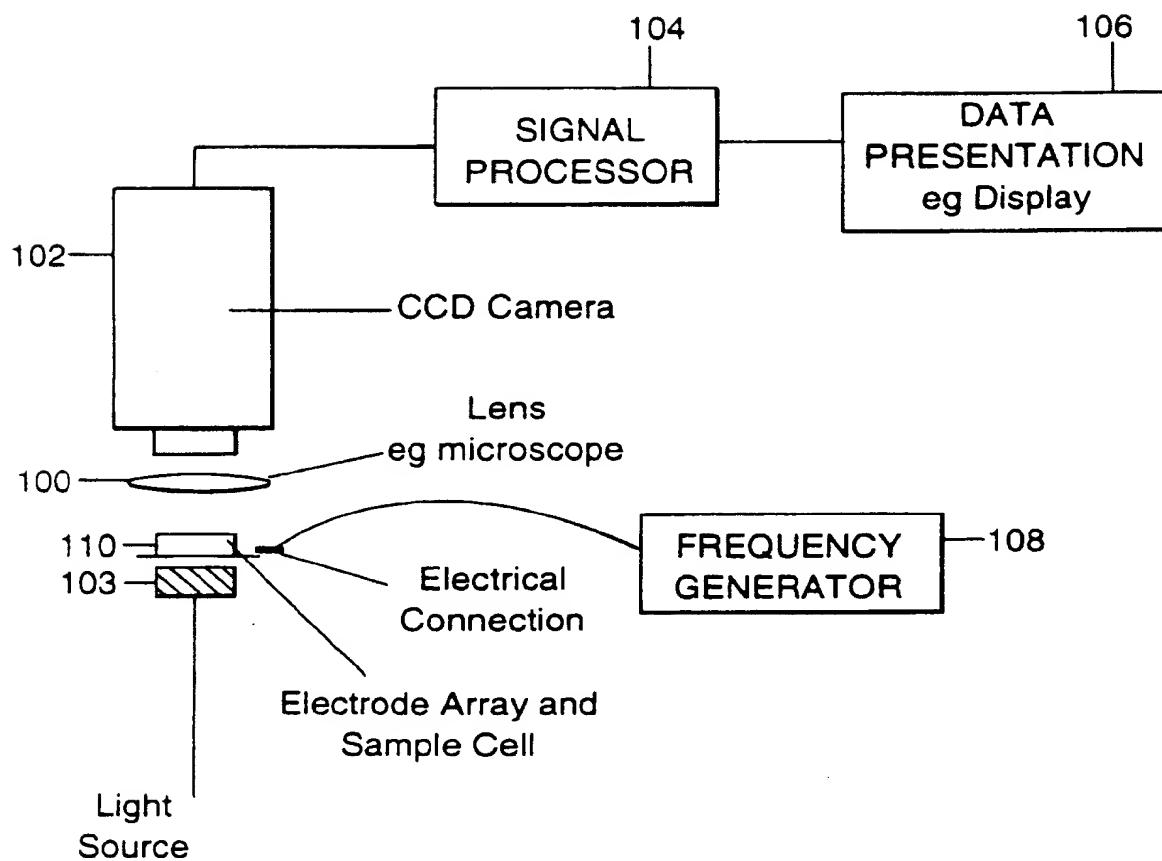 104
106
SIGNAL
PROCESSOR
DATA
PRESENTATION
eg Display
102
CCD Camera
Lens
eg microscope
100
110
103
FREQUENCY
GENERATOR
108
Electrical
Connection
Electrode Array and
Sample Cell
Light
Source